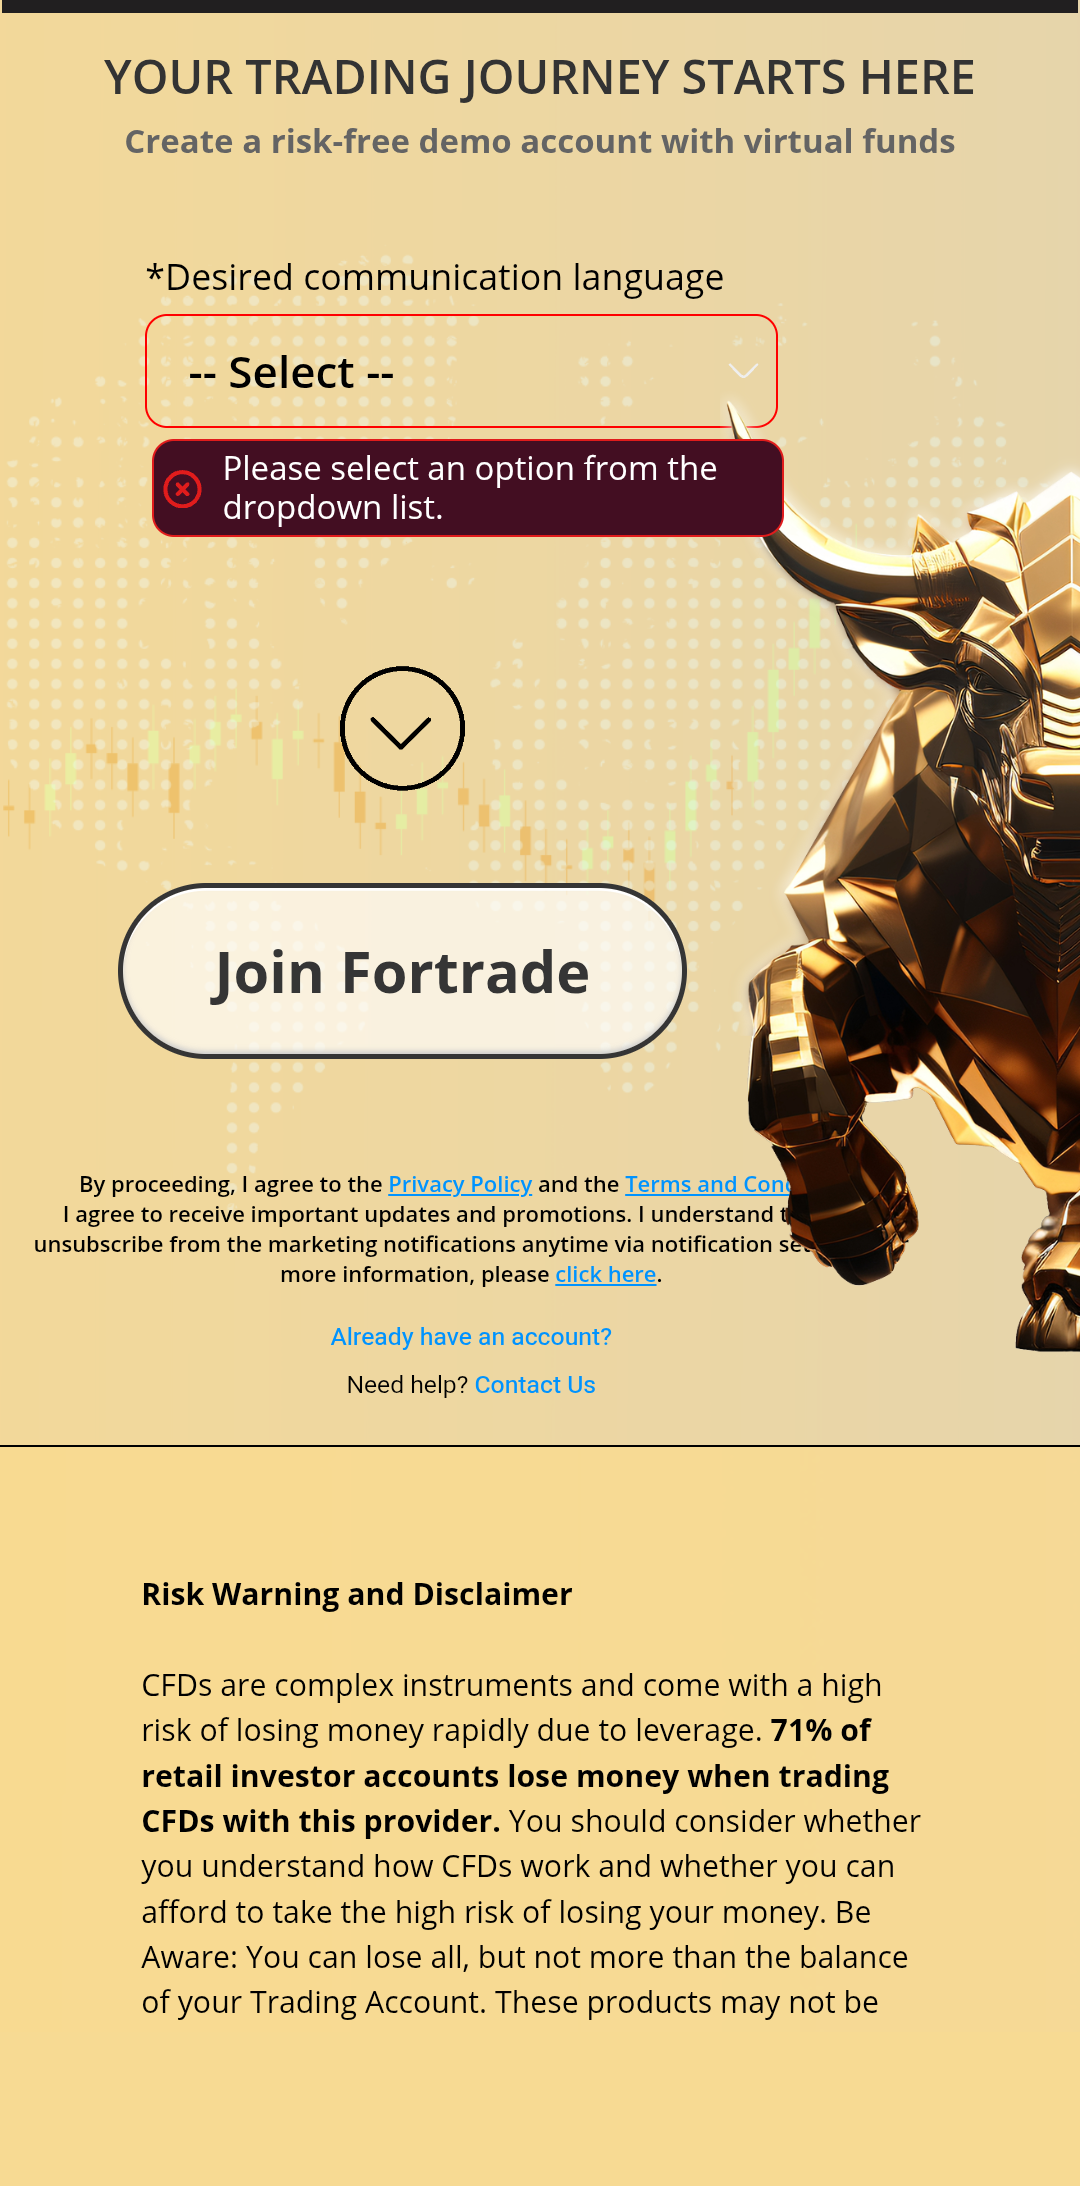 YOUR TRADING JOURNEY STARTS HERE
Create a risk-free demo account with virtual funds
*Desired communication language
-- Select --
Please select an option from the
dropdown list.
Join Fortrade
By proceeding, I agree to the Privacy Policy and the Terms and
I agree to receive important updates and promotions. I understand
unsubscribe from the marketing notifications anytime via notification
more information, please click here.
Already have an account?
Need help? Contact Us
Risk Warning and Disclaimer
CFDs are complex instruments and come with a high
risk of losing money rapidly due to leverage. 71% of
retail investor accounts lose money when trading
CFDs with this provider. You should consider whether
you understand how CFDs work and whether you can
afford to take the high risk of losing your money. Be
Aware: You can lose all, but not more than the balance
of your Trading Account. These products may not be